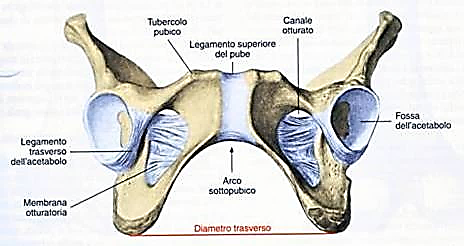 Tubercolo
pubico
Legamento superiore
del pube
Canale
otturato
Fossa
dell'acetabolo
Legamento
trasverso
dell'acetabolo
Membrana
otturatoria
Arco
sottopubico
Diametro trasverso